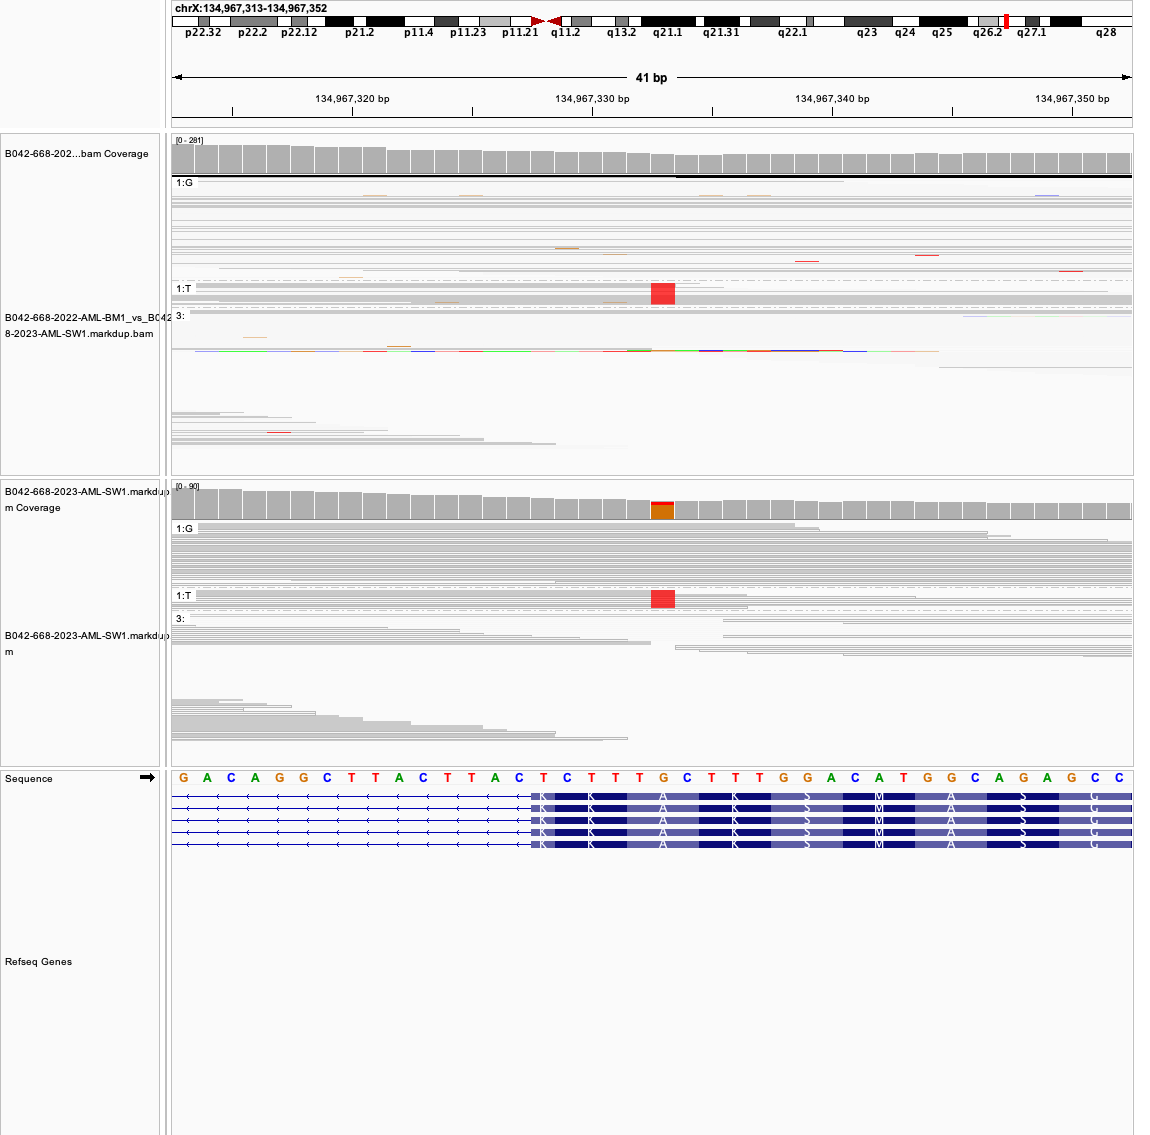 chrX:134,967,313-134,967,352
p22.32 p22.2 p22.12 p21.2 p11.4 p11.23 p11.21 q11.2 q13.2 q21.1 q21.31 q22.1 q23 q24 q25 q26.2 q27.1 q28
41 bp
134,967,320 bp 134,967,330 bp 134,967,340 bp 134,967,350 bp
[0 - 281]
B042-668-202...bam Coverage
1:G
1:T
B042-668-2022-AML-BM1_vs_B042
8-2023-AML-SW1.markdup.bam
3:
[0 - 90]
B042-668-2023-AML-SW1.markdup
m Coverage
1:G
1:T
3:
B042-668-2023-AML-SW1.markdup
m
Sequence
G A C A G G C T T A C T T A C T C T T T G C T T T G G A C A T G G C A G A G C C
K K A K S M A S G
K K A K S M A S G
K K A K S M A S G
K K A K S M A S G
K K A K S M A S G
Refseq Genes